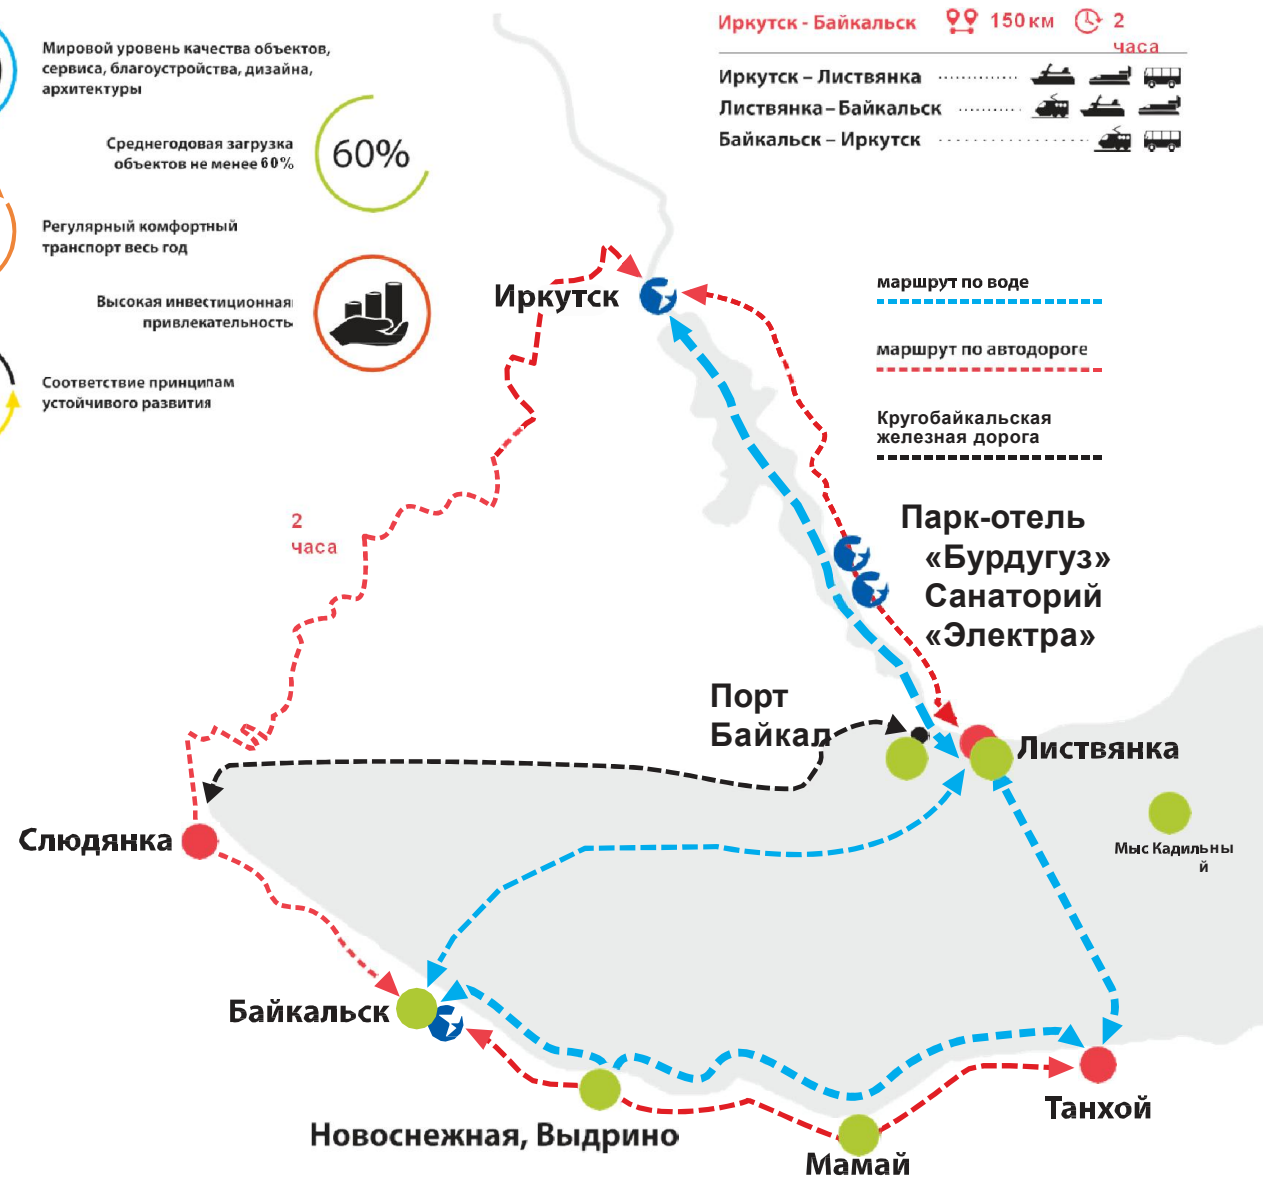 Мировой уровень качества объектов,
сервиса, благоустройства, дизайна,
архитектуры
Среднегодовая загрузка
объектов не менее 60%
60%
Регулярный комфортный
транспорт весь год
Высокая инвестиционная
привлекательность
Соответствие принципам
устойчивого развития
Иркутск - Байкальск 150 км 2
часа
Иркутск – Листвянка
Листвянка – Байкальск
Байкальск – Иркутск
маршрут по воде
маршрут по автодороге
Кругобайкальская
железная дорога
Иркутск
2
часа
Парк-отель
«Бурдугуз»
Санаторий
«Электра»
Порт
Байкал
Листвянка
Мыс Кадильны
й
Слюдянка
Байкальск
Новоснежная, Выдрино
Мамай
Танхой